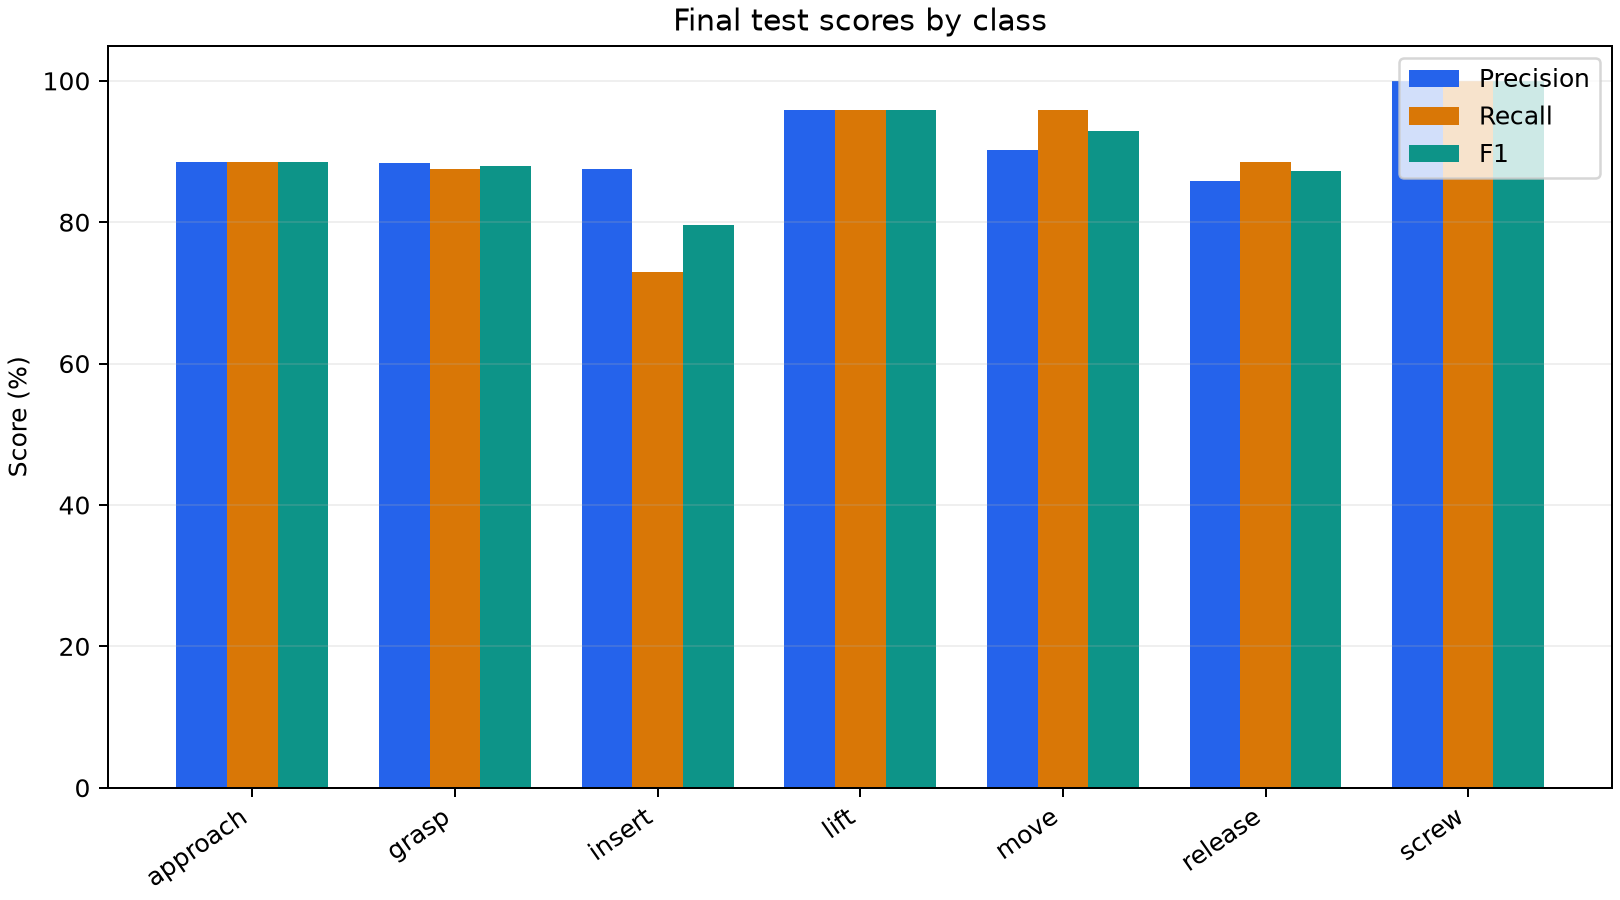 Final test scores by class
Score (%)
100
80
60
40
20
0
Precision
Recall
F1
approach
grasp
insert
lift
move
release
screw